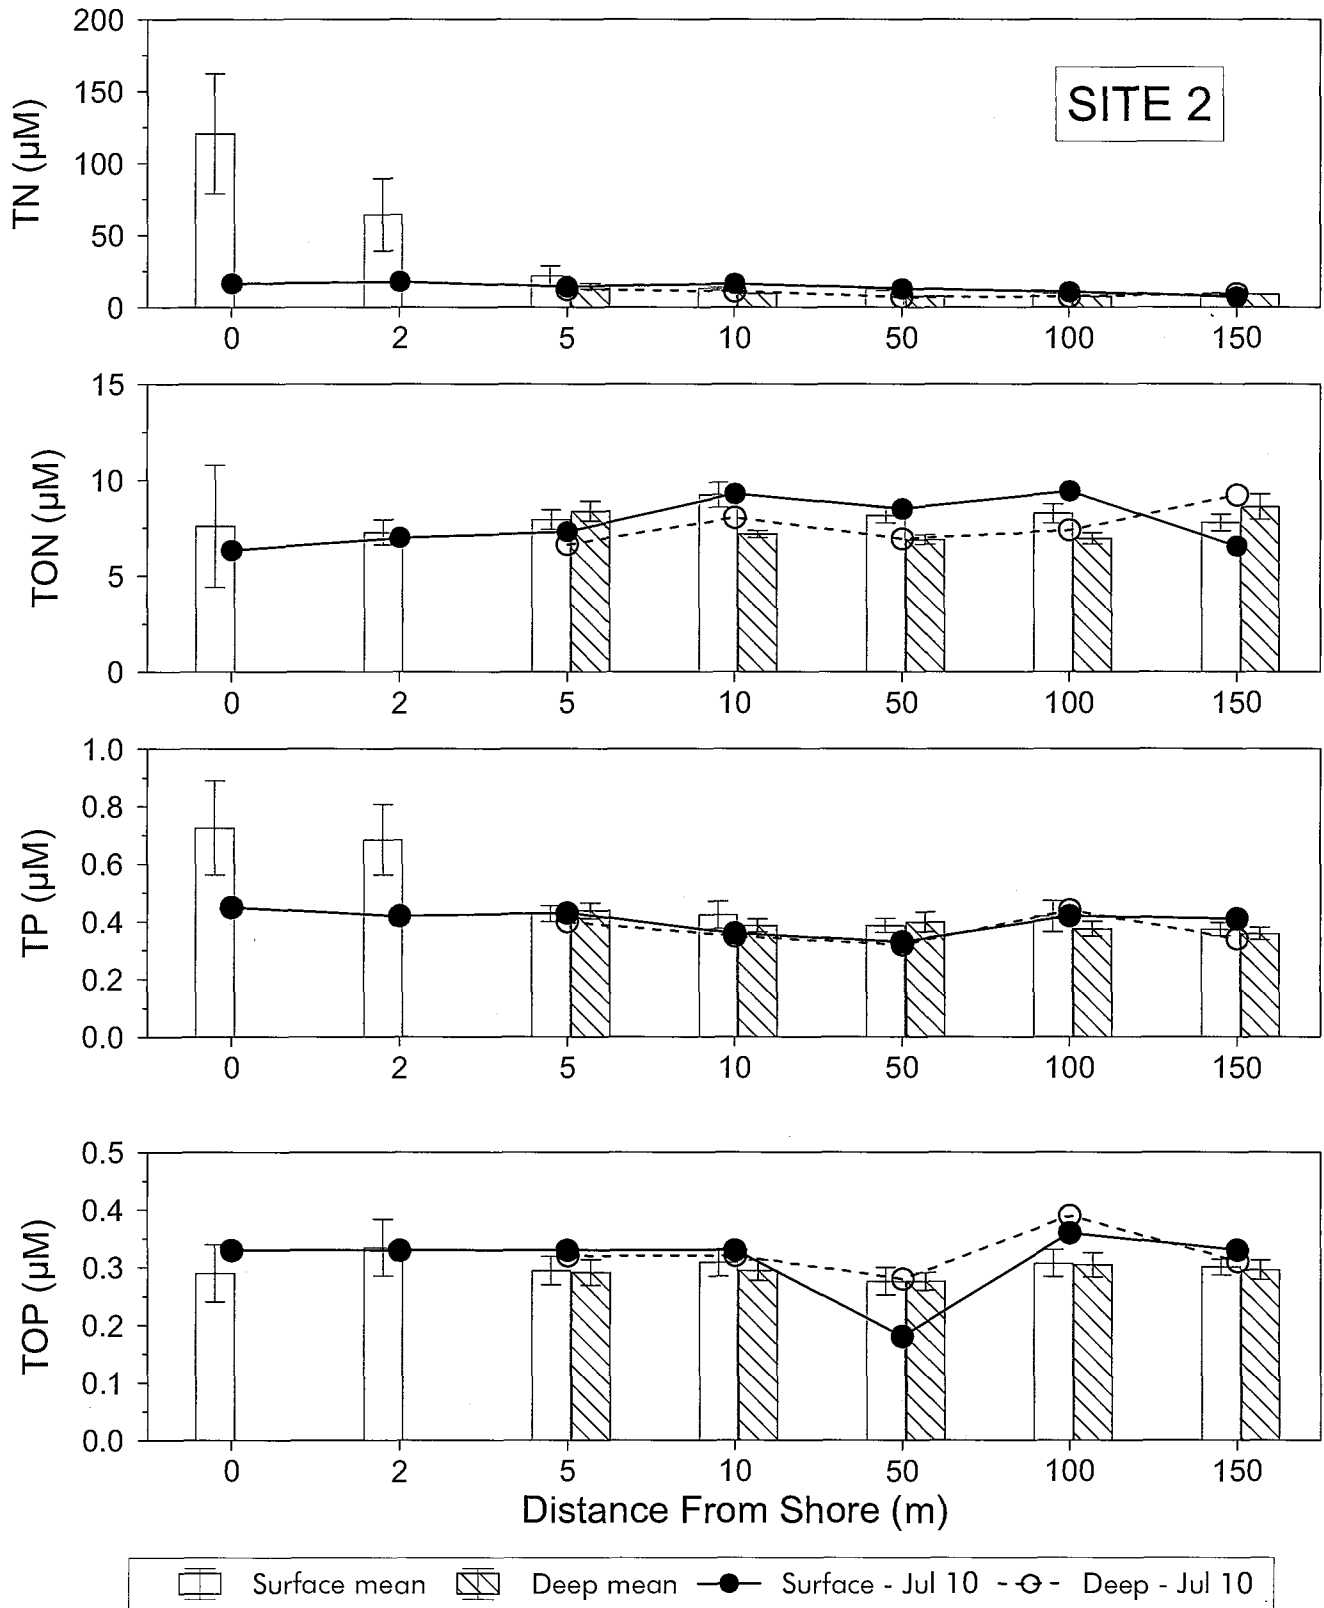 SITE 2
TN (µM)
200
150
100
50
0
0 2 5 10 50 100 150
TON (µM)
15
10
5
0
0 2 5 10 50 100 150
TP (µM)
1.0
0.8
0.6
0.4
0.2
0.0
0 2 5 10 50 100 150
TOP (µM)
0.5
0.4
0.3
0.2
0.1
0.0
0 2 5 10 50 100 150
Distance From Shore (m)
Surface mean Deep mean Surface - Jul 10 Deep - Jul 10